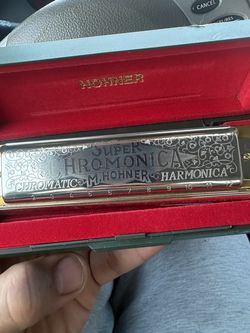 CANCEL
HOHNER
SUPER
CHROMONICA
CHROMATIC M. HOHNER HARMONICA